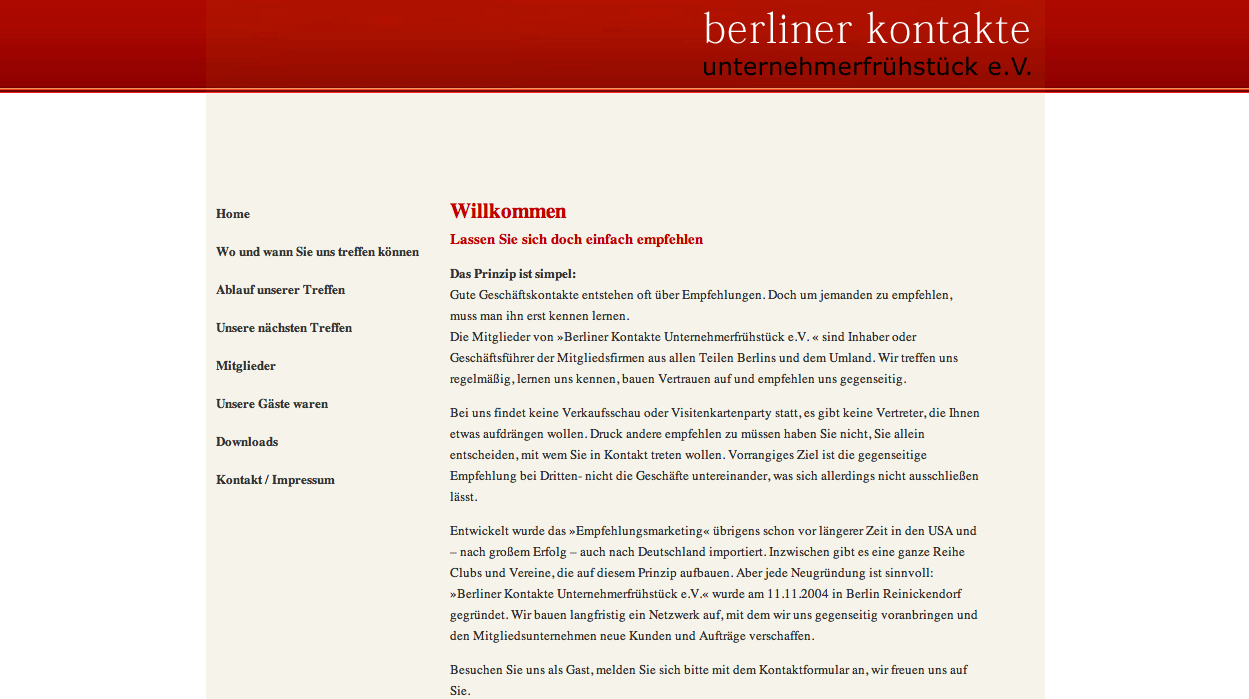 berliner kontakte
unternehmerfrühstück e.V.
Home
Wo und wann Sie uns treffen können
Ablauf unserer Treffen
Unsere nächsten Treffen
Mitglieder
Unsere Gäste waren
Downloads
Kontakt / Impressum
Willkommen
Lassen Sie sich doch einfach empfehlen
Das Prinzip ist simpel:
Gute Geschäftskontakte entstehen oft über Empfehlungen. Doch um jemanden zu empfehlen,
muss man ihn erst kennen lernen.
Die Mitglieder von »Berliner Kontakte Unternehmerfrühstück e.V. « sind Inhaber oder
Geschäftsführer der Mitgliedsfirmen aus allen Teilen Berlins und dem Umland. Wir treffen uns
regelmäßig, lernen uns kennen, bauen Vertrauen auf und empfehlen uns gegenseitig.
Bei uns findet keine Verkaufsschau oder Visitenkartenparty statt, es gibt keine Vertreter, die Ihnen
etwas aufdrängen wollen. Druck andere empfehlen zu müssen haben Sie nicht, Sie allein
entscheiden, mit wem Sie in Kontakt treten wollen. Vorrangiges Ziel ist die gegenseitige
Empfehlung bei Dritten- nicht die Geschäfte untereinander, was sich allerdings nicht ausschließen
lässt.
Entwickelt wurde das »Empfehlungsmarketing« übrigens schon vor längerer Zeit in den USA und
– nach großem Erfolg – auch nach Deutschland importiert. Inzwischen gibt es eine ganze Reihe
Clubs und Vereine, die auf diesem Prinzip aufbauen. Aber jede Neugründung ist sinnvoll:
»Berliner Kontakte Unternehmerfrühstück e.V.« wurde am 11.11.2004 in Berlin Reinickendorf
gegründet. Wir bauen langfristig ein Netzwerk auf, mit dem wir uns gegenseitig voranbringen und
den Mitgliedsunternehmen neue Kunden und Aufträge verschaffen.
Besuchen Sie uns als Gast, melden Sie sich bitte mit dem Kontaktformular an, wir freuen uns auf
Sie.